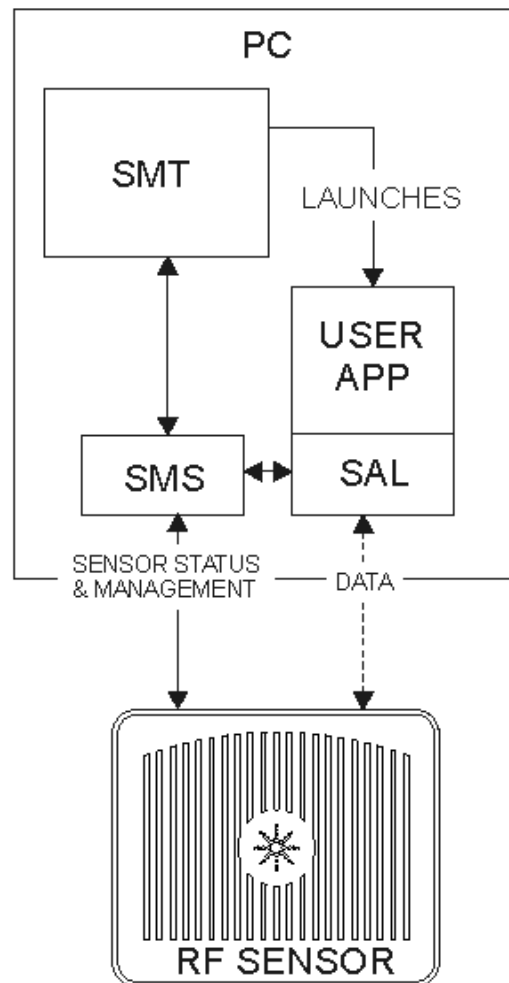 PC
SMT
LAUNCHES
USER
APP
SMS
SAL
SENSOR STATUS
& MANAGEMENT
DATA
RF SENSOR